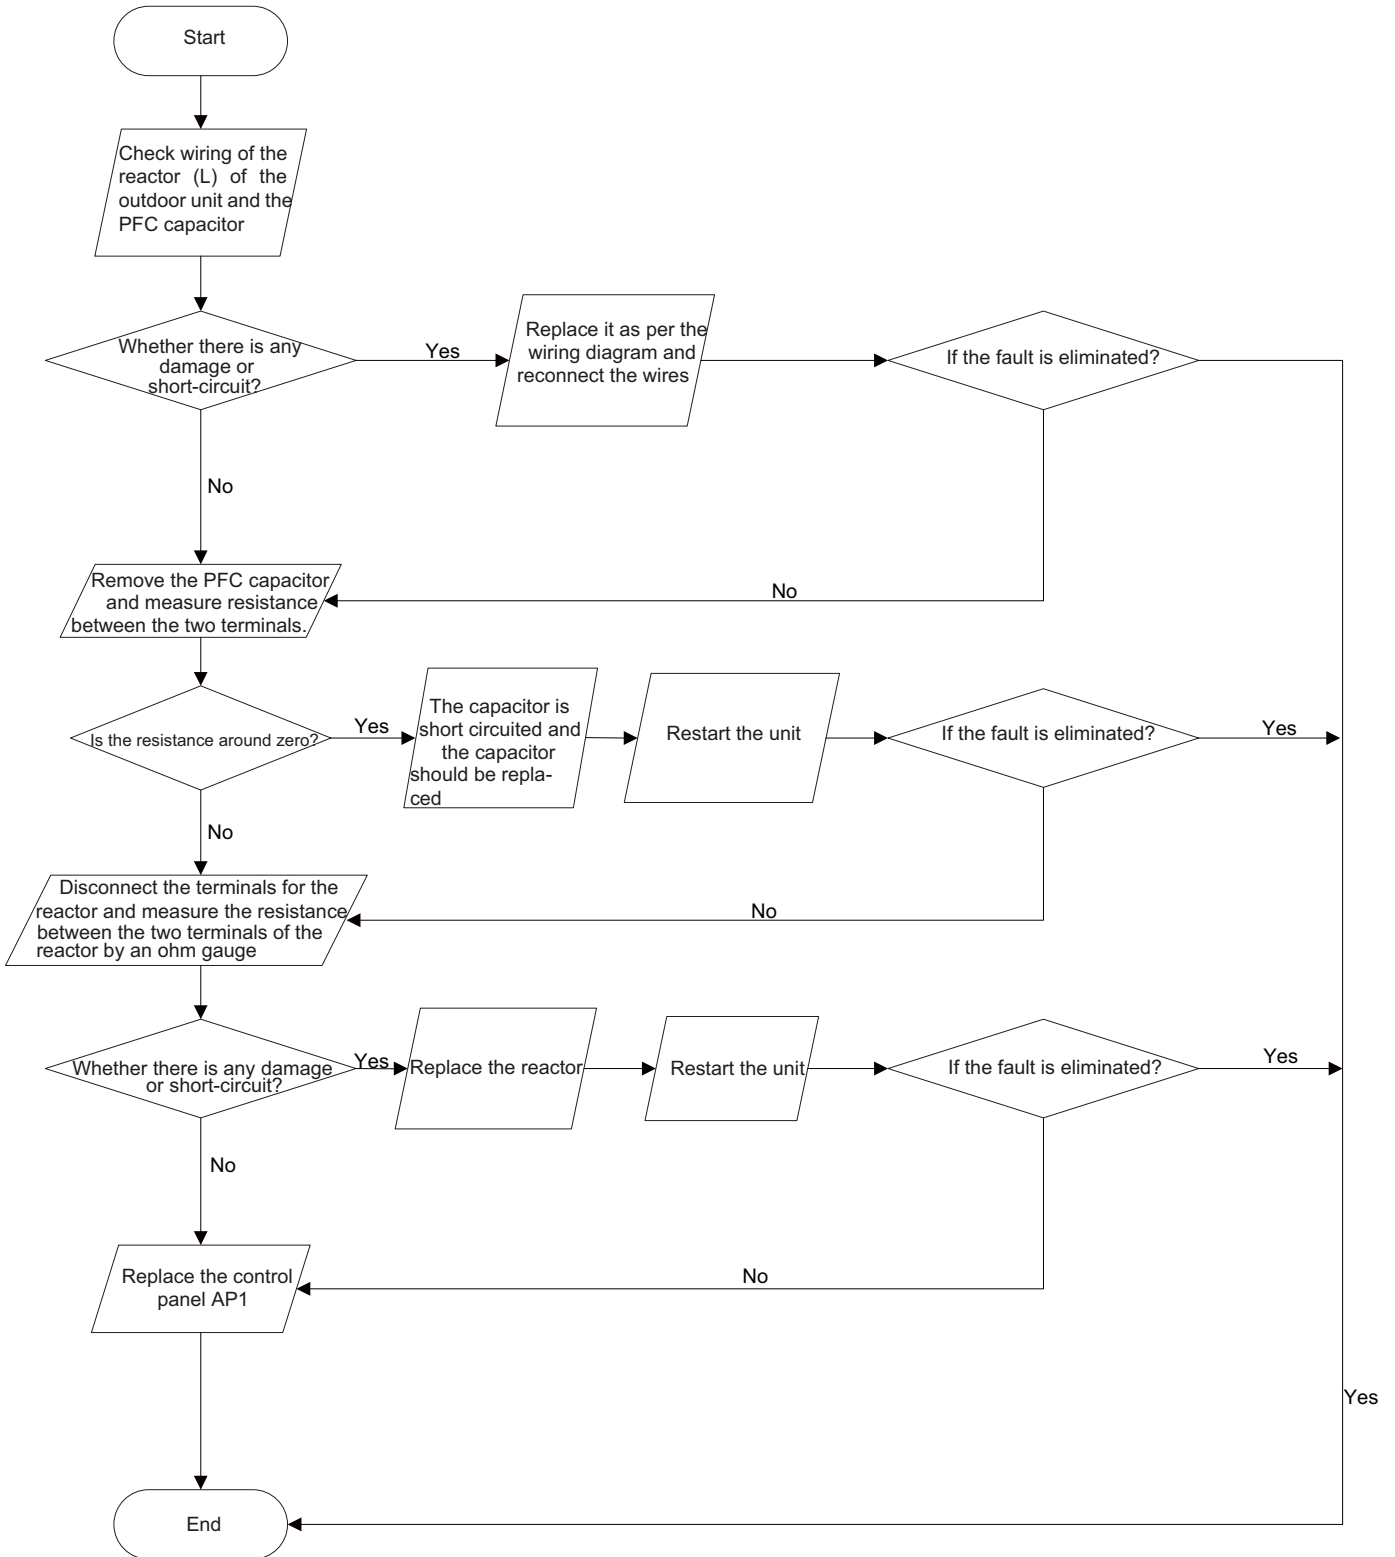 Start
Check wiring of the
reactor (L) of the
outdoor unit and the
PFC capacitor
Whether there is any
damage or
short-circuit?
Yes
Replace it as per the
wiring diagram and
reconnect the wires
If the fault is eliminated?
No
Remove the PFC capacitor
and measure resistance
between the two terminals.
No
Is the resistance around zero?
Yes
The capacitor is
short circuited and
the capacitor
should be repla-
ced
Restart the unit
If the fault is eliminated?
Yes
No
Disconnect the terminals for the
reactor and measure the resistance
between the two terminals of the
reactor by an ohm gauge
No
Whether there is any damage
or short-circuit?
Yes
Replace the reactor
Restart the unit
If the fault is eliminated?
Yes
No
Replace the control
panel AP1
No
Yes
End